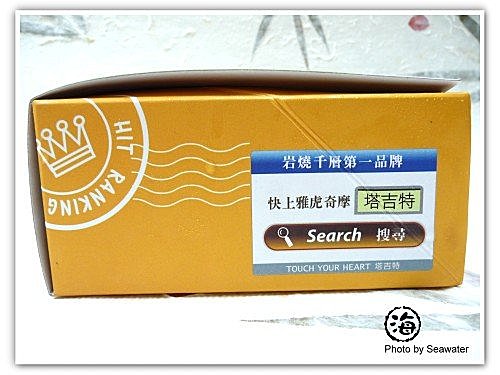 HIT RANKING
岩燒千層第一品牌
快上雅虎奇摩 塔吉特
Search 搜尋
TOUCH YOUR HEART 塔吉特
海
Photo by Seawater